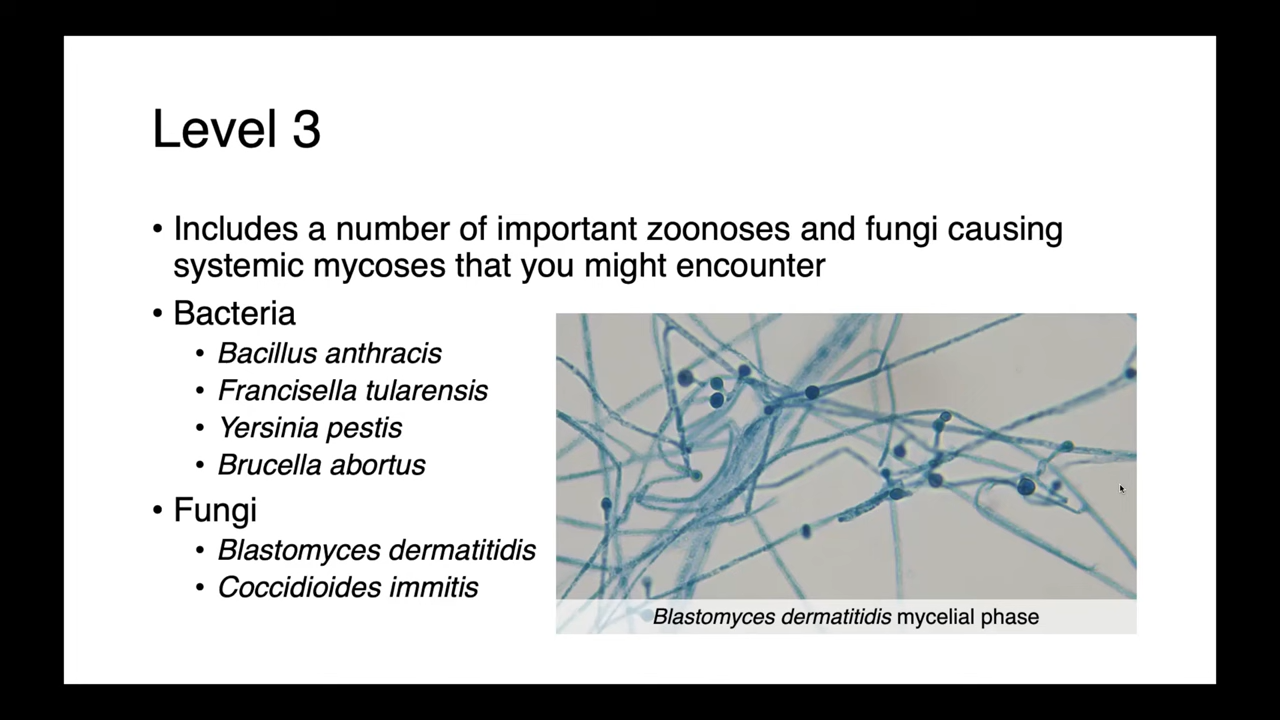 Level 3
• Includes a number of important zoonoses and fungi causing
systemic mycoses that you might encounter
• Bacteria
• Bacillus anthracis
• Francisella tularensis
• Yersinia pestis
• Brucella abortus
• Fungi
• Blastomyces dermatitidis
• Coccidioides immitis
Blastomyces dermatitidis mycelial phase